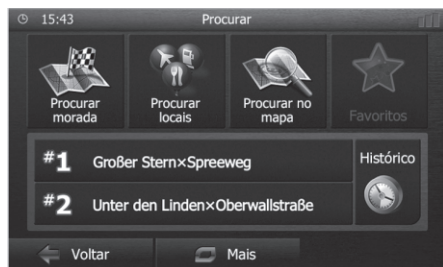 15:43 Procurar
Procurar morada
Procurar locais
Procurar no mapa
Favoritos
#1 Großer Stern×Spreeweg
#2 Unter den Linden×Oberwallstraße
Histórico
Voltar
Mais